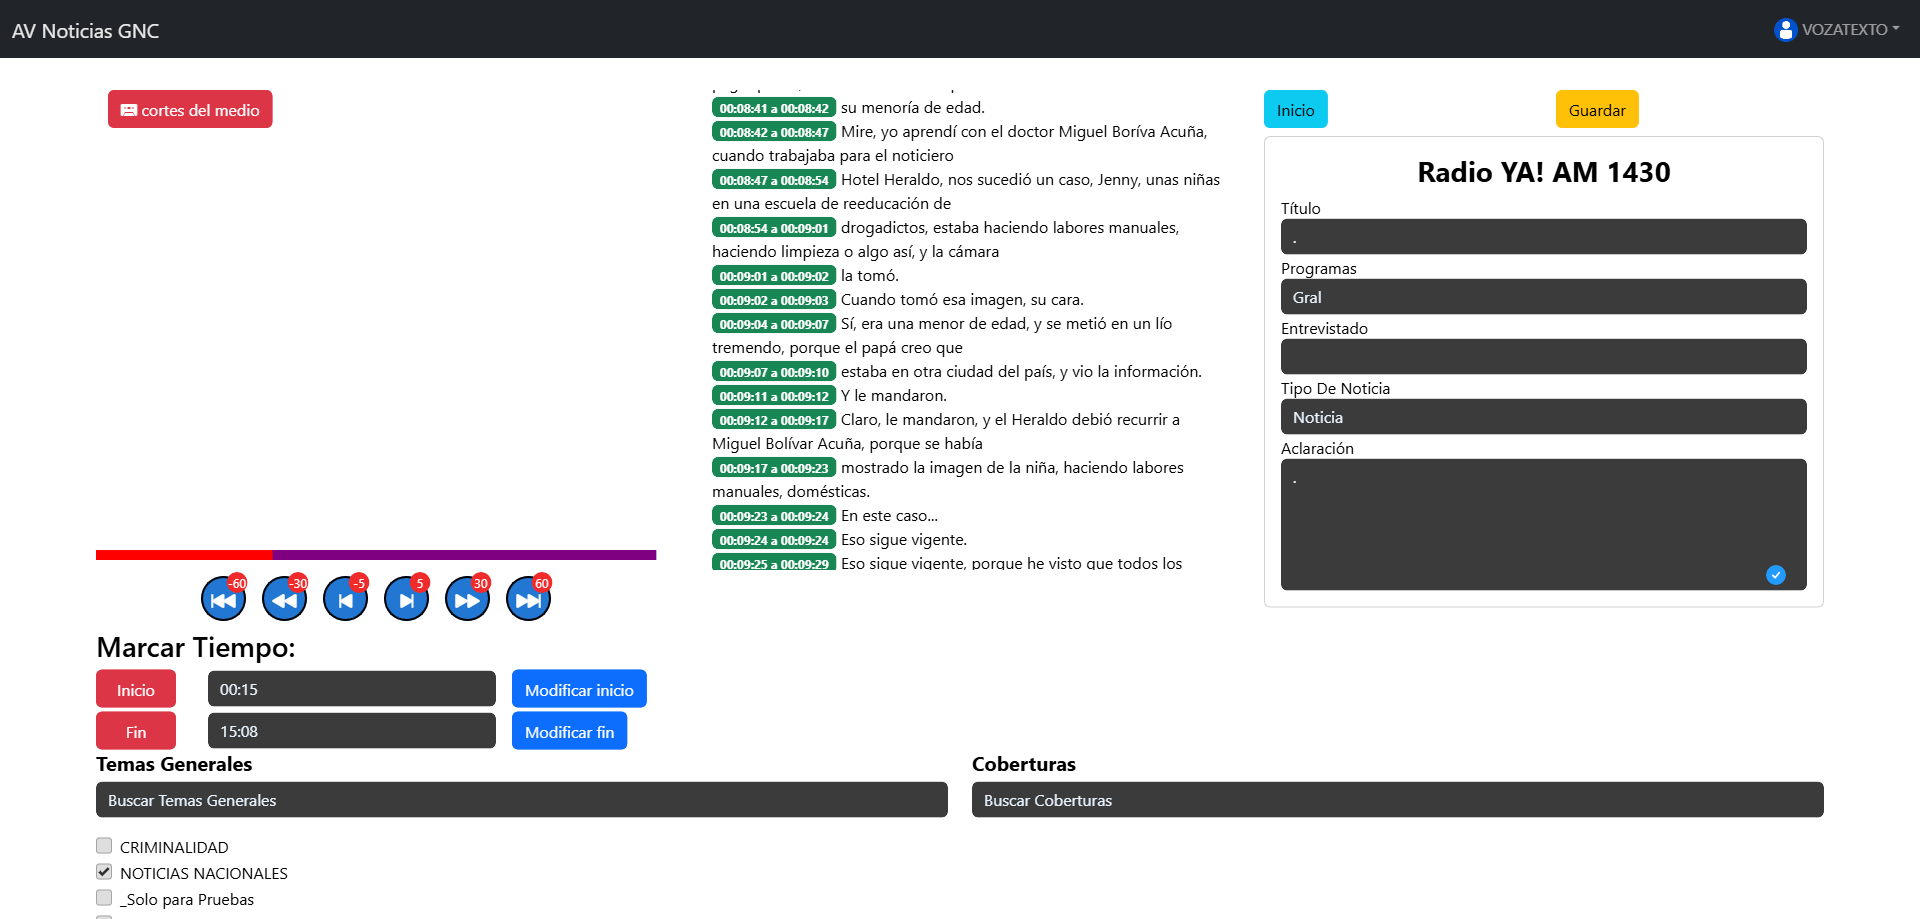 AV Noticias GNC
VOZATEXTO
cortes del medio
00:08:41 a 00:08:42 su menoría de edad.
00:08:42 a 00:08:47 Mire, yo aprendí con el doctor Miguel Boríva Acuña,
cuando trabajaba para el noticiero
00:08:47 a 00:08:54 Hotel Heraldo, nos sucedió un caso, Jenny, unas niñas
en una escuela de reeducación de
00:08:54 a 00:09:01 drogadictos, estaba haciendo labores manuales,
haciendo limpieza o algo así, y la cámara
00:09:01 a 00:09:02 la tomó.
00:09:02 a 00:09:03 Cuando tomó esa imagen, su cara.
00:09:04 a 00:09:07 Sí, era una menor de edad, y se metió en un lío
tremendo, porque el papá creo que
00:09:07 a 00:09:10 estaba en otra ciudad del país, y vio la información.
00:09:11 a 00:09:12 Y le mandaron.
00:09:12 a 00:09:17 Claro, le mandaron, y el Heraldo debió recurrir a
Miguel Bolívar Acuña, porque se había
00:09:17 a 00:09:23 mostrado la imagen de la niña, haciendo labores
manuales, domésticas.
00:09:23 a 00:09:24 En este caso...
00:09:24 a 00:09:24 Eso sigue vigente.
00:09:25 a 00:09:29 Eso sigue vigente, porque he visto que todos los
Inicio
Guardar
Radio YA! AM 1430
Título
.
Programas
Gral
Entrevistado
Tipo De Noticia
Noticia
Aclaración
.
-60 -30 -5 5 30 60
Marcar Tiempo:
Inicio 00:15 Modificar inicio
Fin 15:08 Modificar fin
Temas Generales
Buscar Temas Generales
CRIMINALIDAD
NOTICIAS NACIONALES
_Solo para Pruebas
Coberturas
Buscar Coberturas